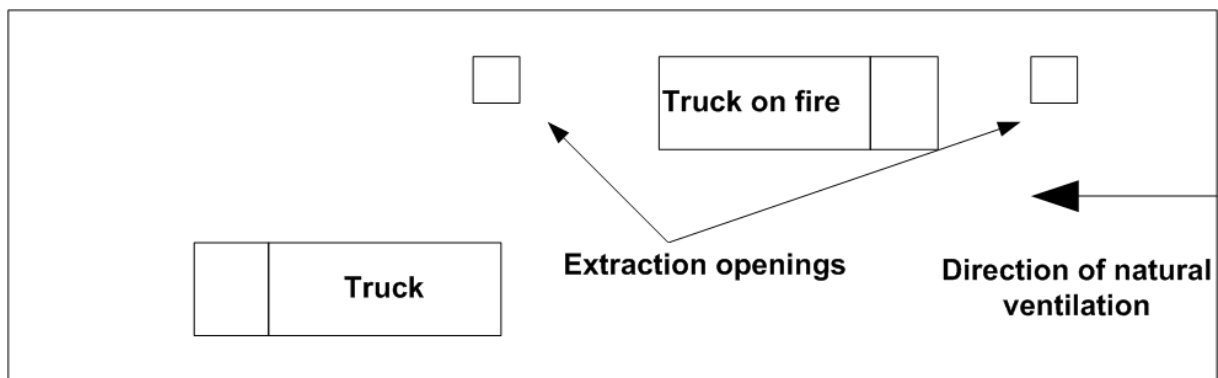 Truck on fire
Extraction openings
Direction of natural
ventilation
Truck